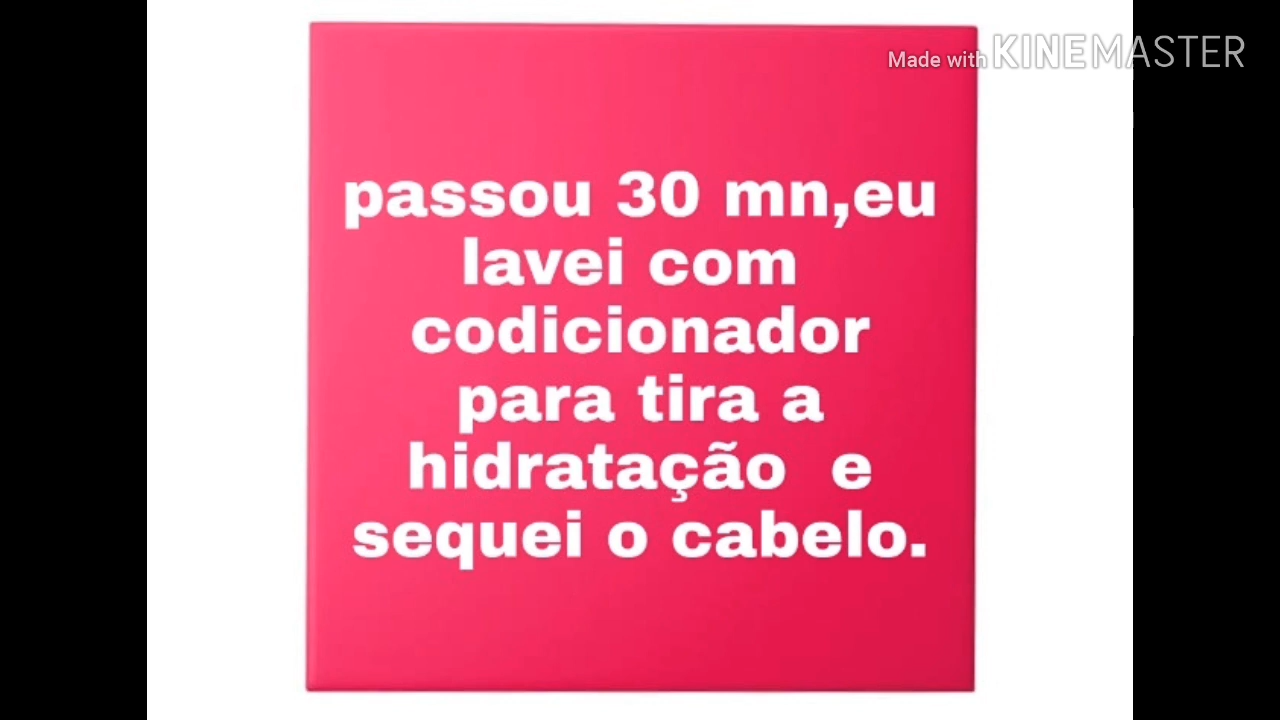 Made with KINEMASTER
passou 30 mn,eu
lavei com
codicionador
para tira a
hidratação e
sequei o cabelo.